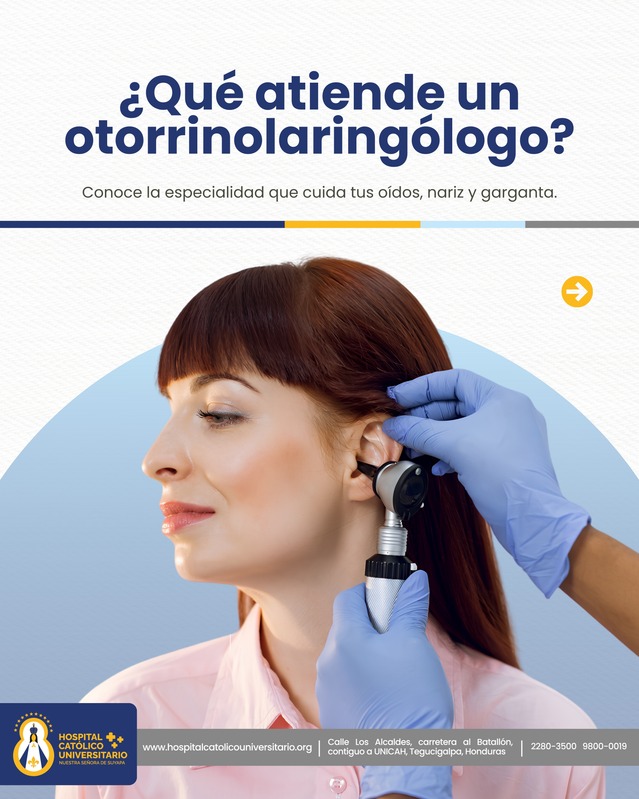 ¿Qué atiende un
otorrinolaringólogo?
Conoce la especialidad que cuida tus oídos, nariz y garganta.
HOSPITAL
CATÓLICO
UNIVERSITARIO
NUESTRA SEÑORA DE SUYAPA
www.hospitalcatolicouniversitario.org
Calle Los Alcaldes, carretera al Batallón,
contiguo a UNICAH, Tegucigalpa, Honduras
2280-3500 9800-0019